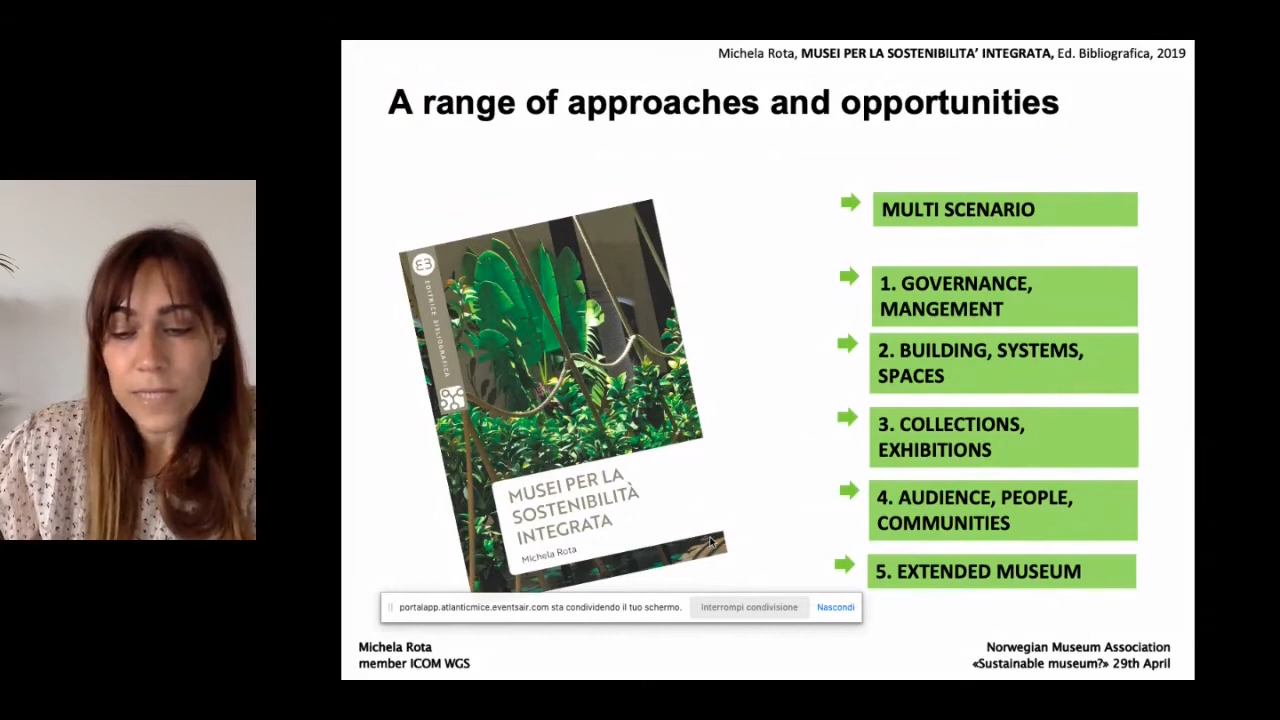 Michela Rota, MUSEI PER LA SOSTENIBILITA’ INTEGRATA, Ed. Bibliografica, 2019
A range of approaches and opportunities
EDITRICE BIBLIOGRAFICA
MUSEI PER LA
SOSTENIBILITÀ
INTEGRATA
Michela Rota
MULTI SCENARIO
1. GOVERNANCE,
MANGEMENT
2. BUILDING, SYSTEMS,
SPACES
3. COLLECTIONS,
EXHIBITIONS
4. AUDIENCE, PEOPLE,
COMMUNITIES
5. EXTENDED MUSEUM
portalapp.atlanticmice.eventsair.com sta condividendo il tuo schermo. Interrompi condivisione Nascondi
Michela Rota
member ICOM WGS
Norwegian Museum Association
«Sustainable museum?» 29th April